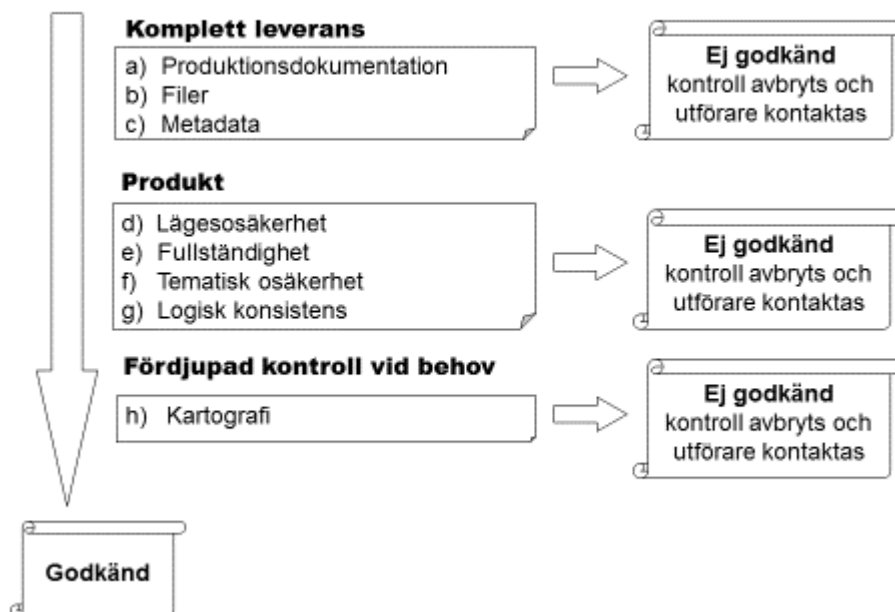 Komplett leverans
a) Produktionsdokumentation
b) Filer
c) Metadata
Ej godkänd
kontroll avbryts och
utförare kontaktas
Produkt
d) Lägesosäkerhet
e) Fullständighet
f) Tematisk osäkerhet
g) Logisk konsistens
Ej godkänd
kontroll avbryts och
utförare kontaktas
Fördjupad kontroll vid behov
h) Kartografi
Ej godkänd
kontroll avbryts och
utförare kontaktas
Godkänd